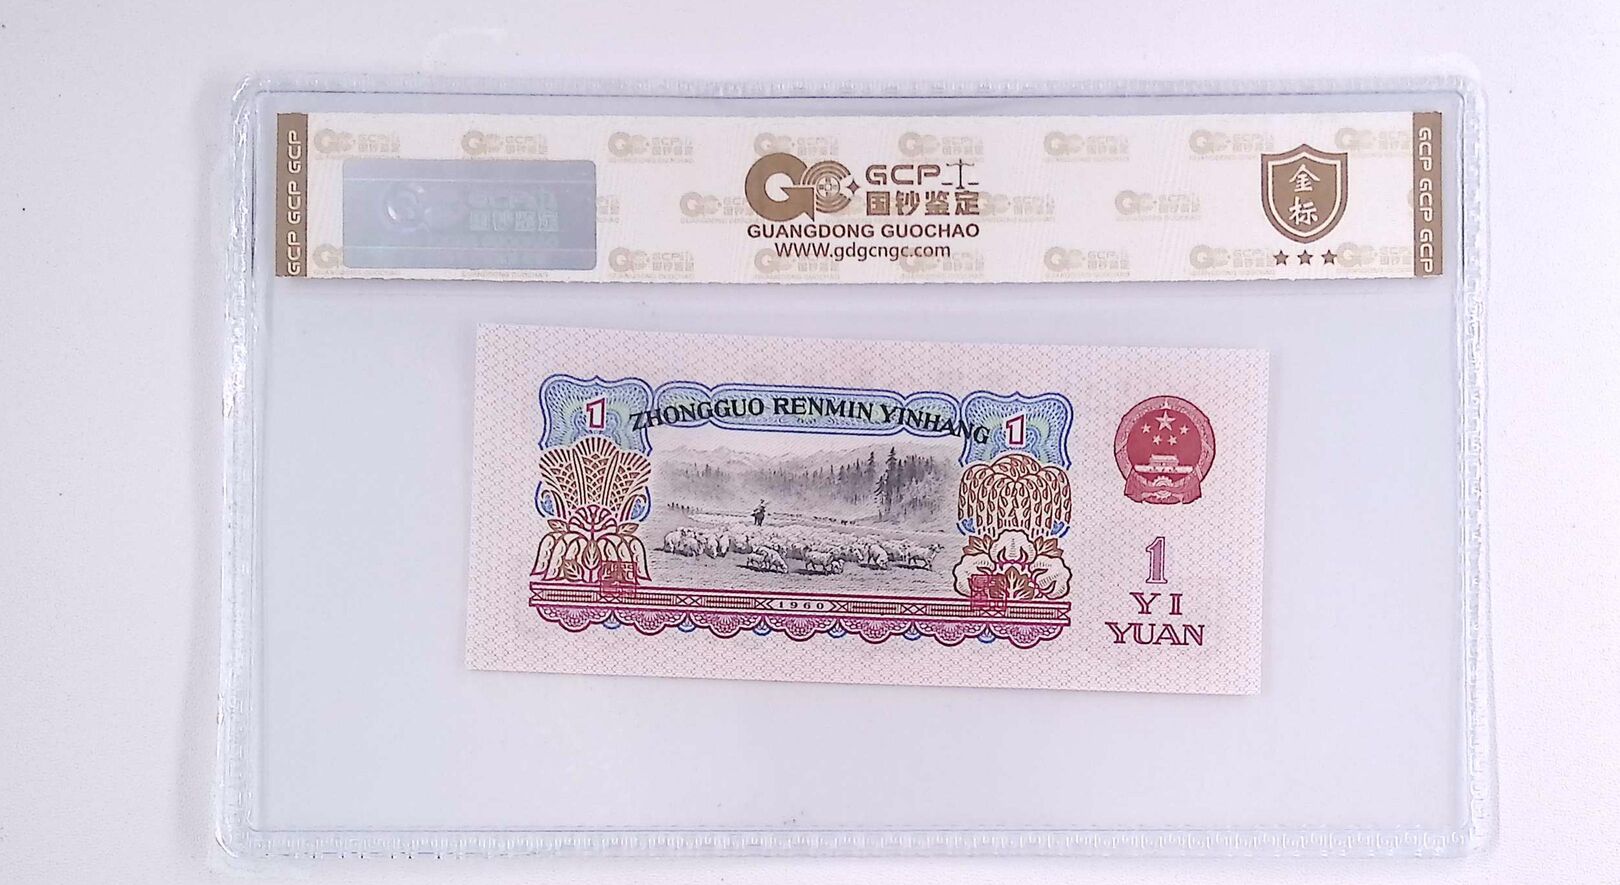 GCP GCP GCP
GCP
国钞鉴定
GUANGDONG GUOCHAO
WWW.gdgcngc.com
金
标
GCP GCP GCP
ZHONGGUO RENMIN YINHANG
1
1
1960
1
YI
YUAN